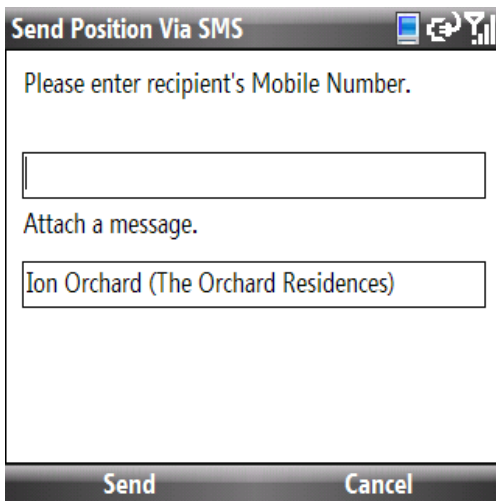 Send Position Via SMS
Please enter recipient's Mobile Number.
Attach a message.
Ion Orchard (The Orchard Residences)
Send Cancel